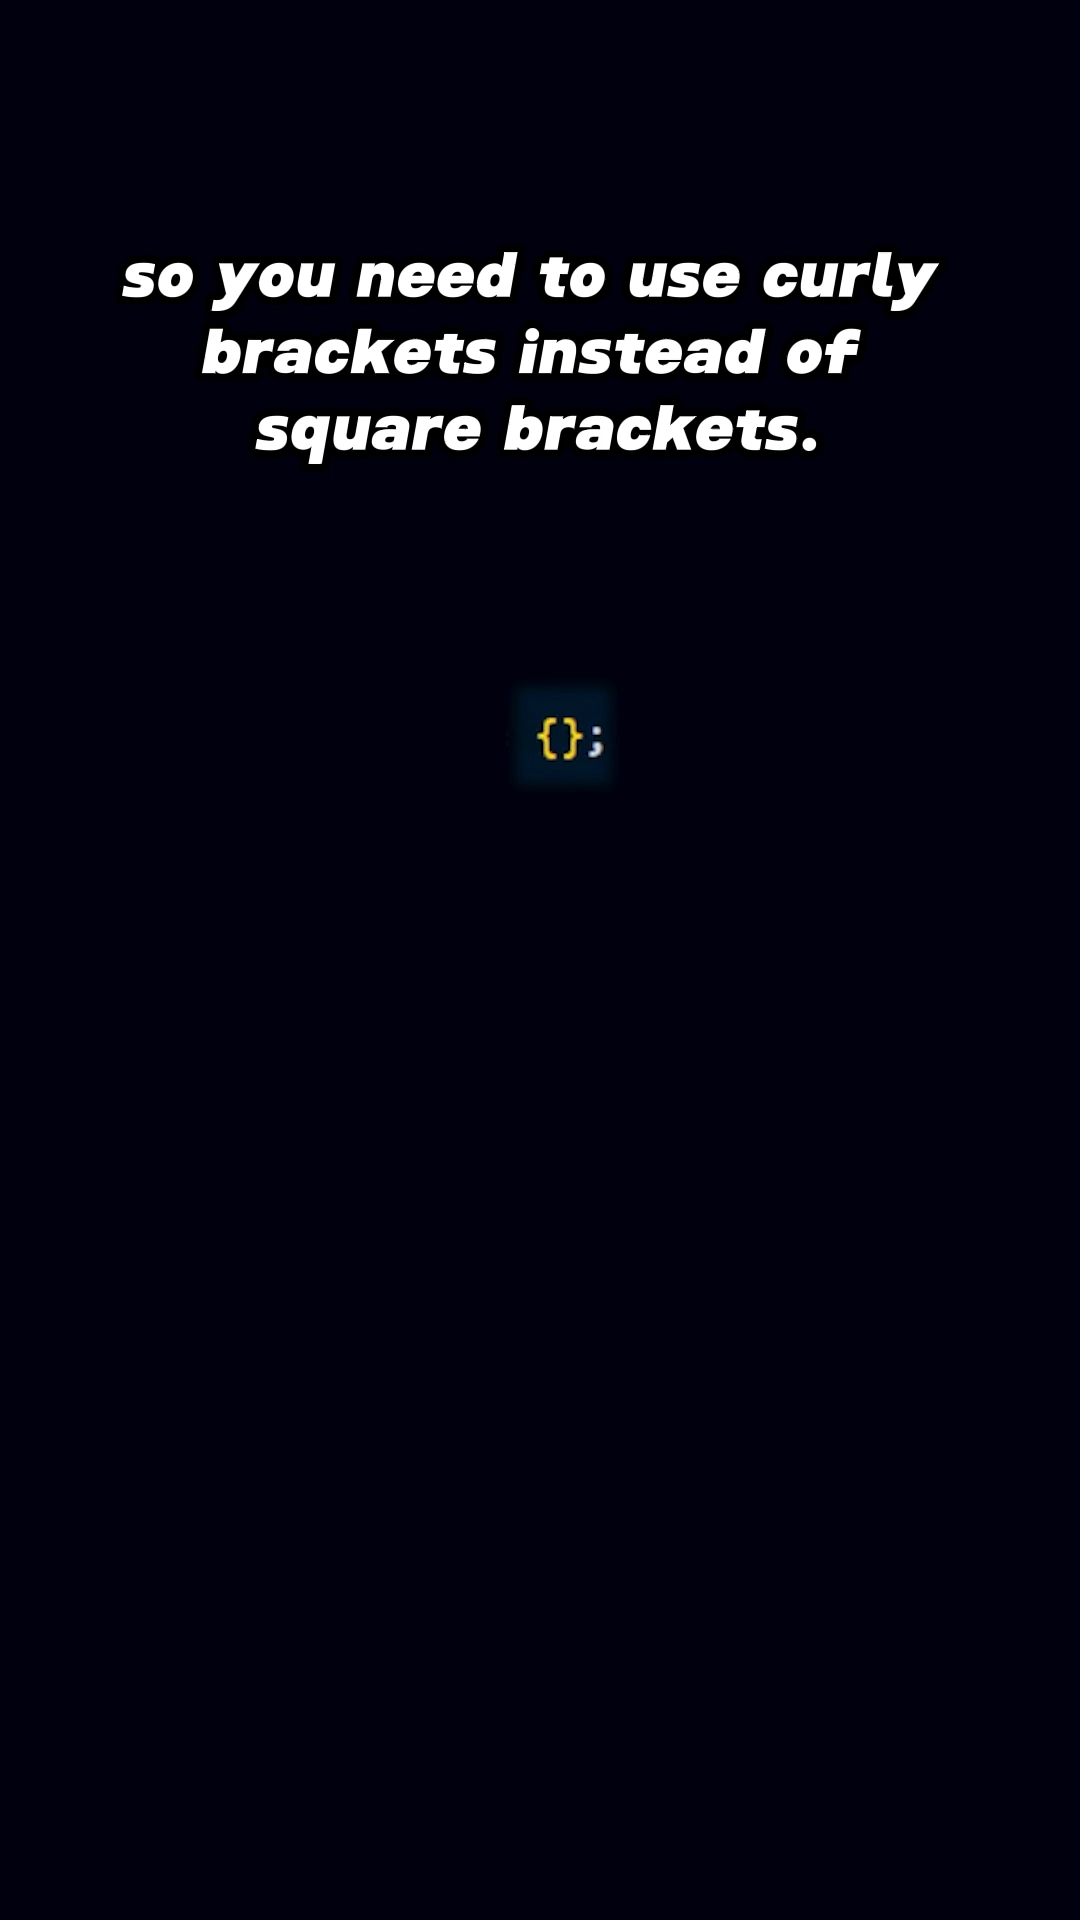 so you need to use curly
brackets instead of
square brackets.
{};